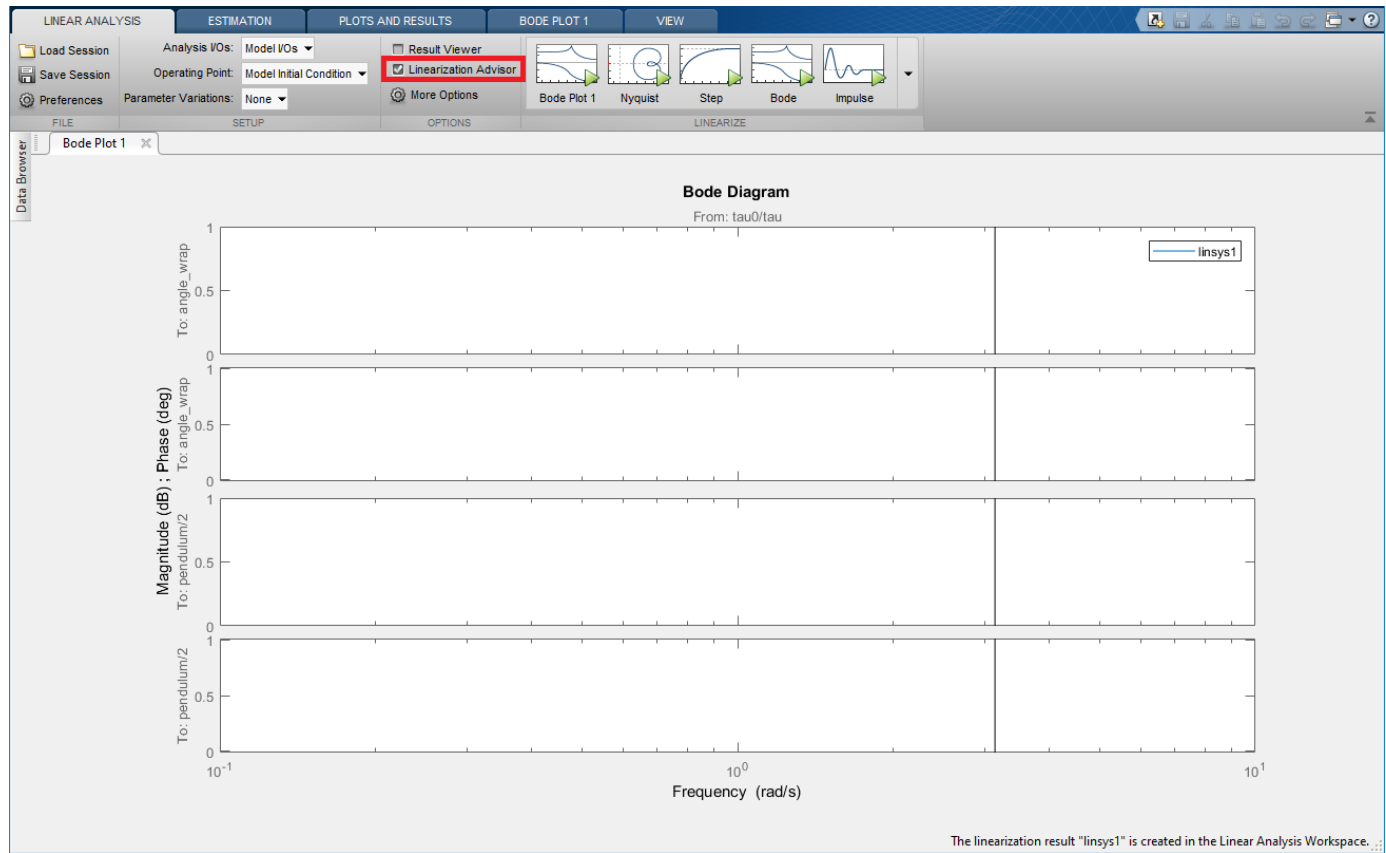 LINEAR ANALYSIS ESTIMATION PLOTS AND RESULTS BODE PLOT 1 VIEW
Load Session Analysis I/Os: Model I/Os Result Viewer
Save Session Operating Point: Model Initial Condition Linearization Advisor
Preferences Parameter Variations: None More Options Bode Plot 1 Nyquist Step Bode Impulse
FILE SETUP OPTIONS LINEARIZE
Data Browser
Bode Plot 1
Bode Diagram
From: tau0/tau
Magnitude (dB) ; Phase (deg)
To: angle_wrap
1
0.5
0
linsys1
To: angle_wrap
1
0.5
0
To: pendulum/2
1
0.5
0
To: pendulum/2
1
0.5
0
10^-1 10^0 10^1
Frequency (rad/s)
The linearization result "linsys1" is created in the Linear Analysis Workspace.